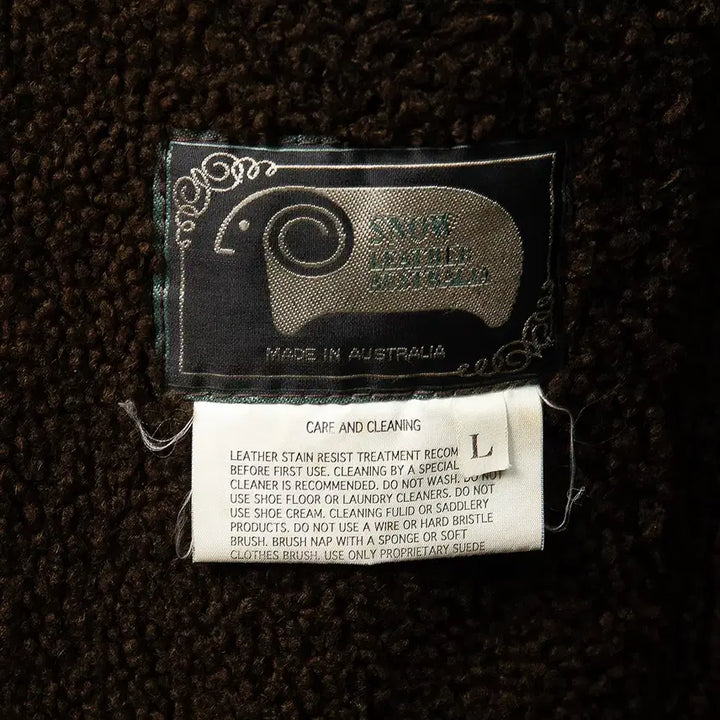 SNOW
LEATHER
AUSTRALIA
MADE IN AUSTRALIA
CARE AND CLEANING
L
LEATHER STAIN RESIST TREATMENT RECOM
BEFORE FIRST USE. CLEANING BY A SPECIAL
CLEANER IS RECOMMENDED. DO NOT WASH. DO NOT
USE SHOE FLOOR OR LAUNDRY CLEANERS. DO NOT
USE SHOE CREAM. CLEANING FULID OR SADDLERY
PRODUCTS. DO NOT USE A WIRE OR HARD BRISTLE
BRUSH. BRUSH NAP WITH A SPONGE OR SOFT
CLOTHES BRUSH. USE ONLY PROPRIETARY SUEDE